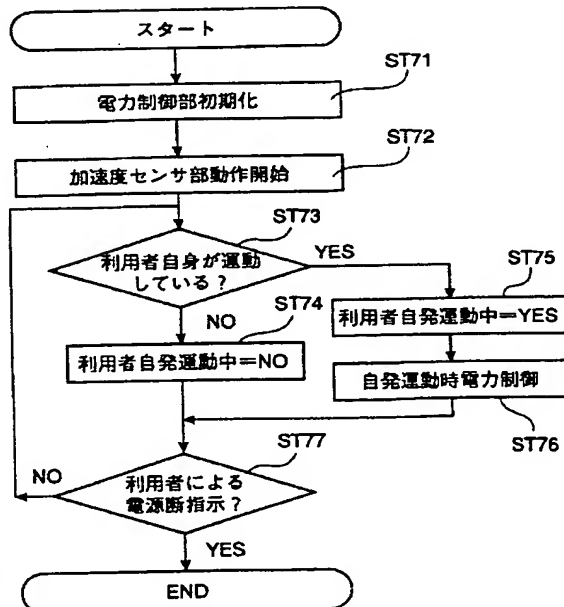 スタート
ST71
電力制御部初期化
ST72
加速度センサ部動作開始
ST73
利用者自身が運動
している？
YES
ST75
利用者自発運動中＝YES
NO
ST74
利用者自発運動中＝NO
自発運動時電力制御
ST76
ST77
NO
利用者による
電源断指示？
YES
END